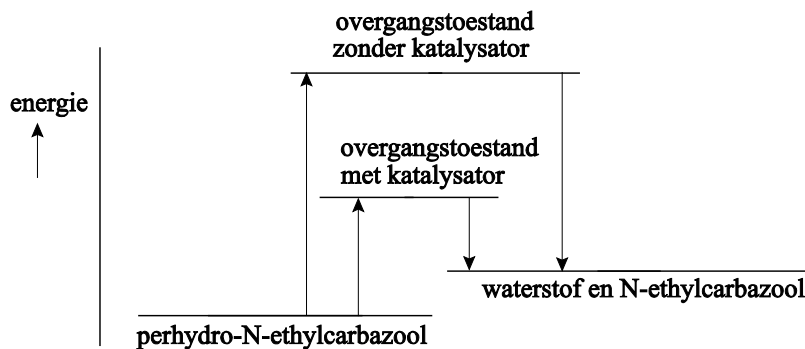 overgangstoestand
zonder katalysator
energie
overgangstoestand
met katalysator
waterstof en N-ethylcarbazool
perhydro-N-ethylcarbazool